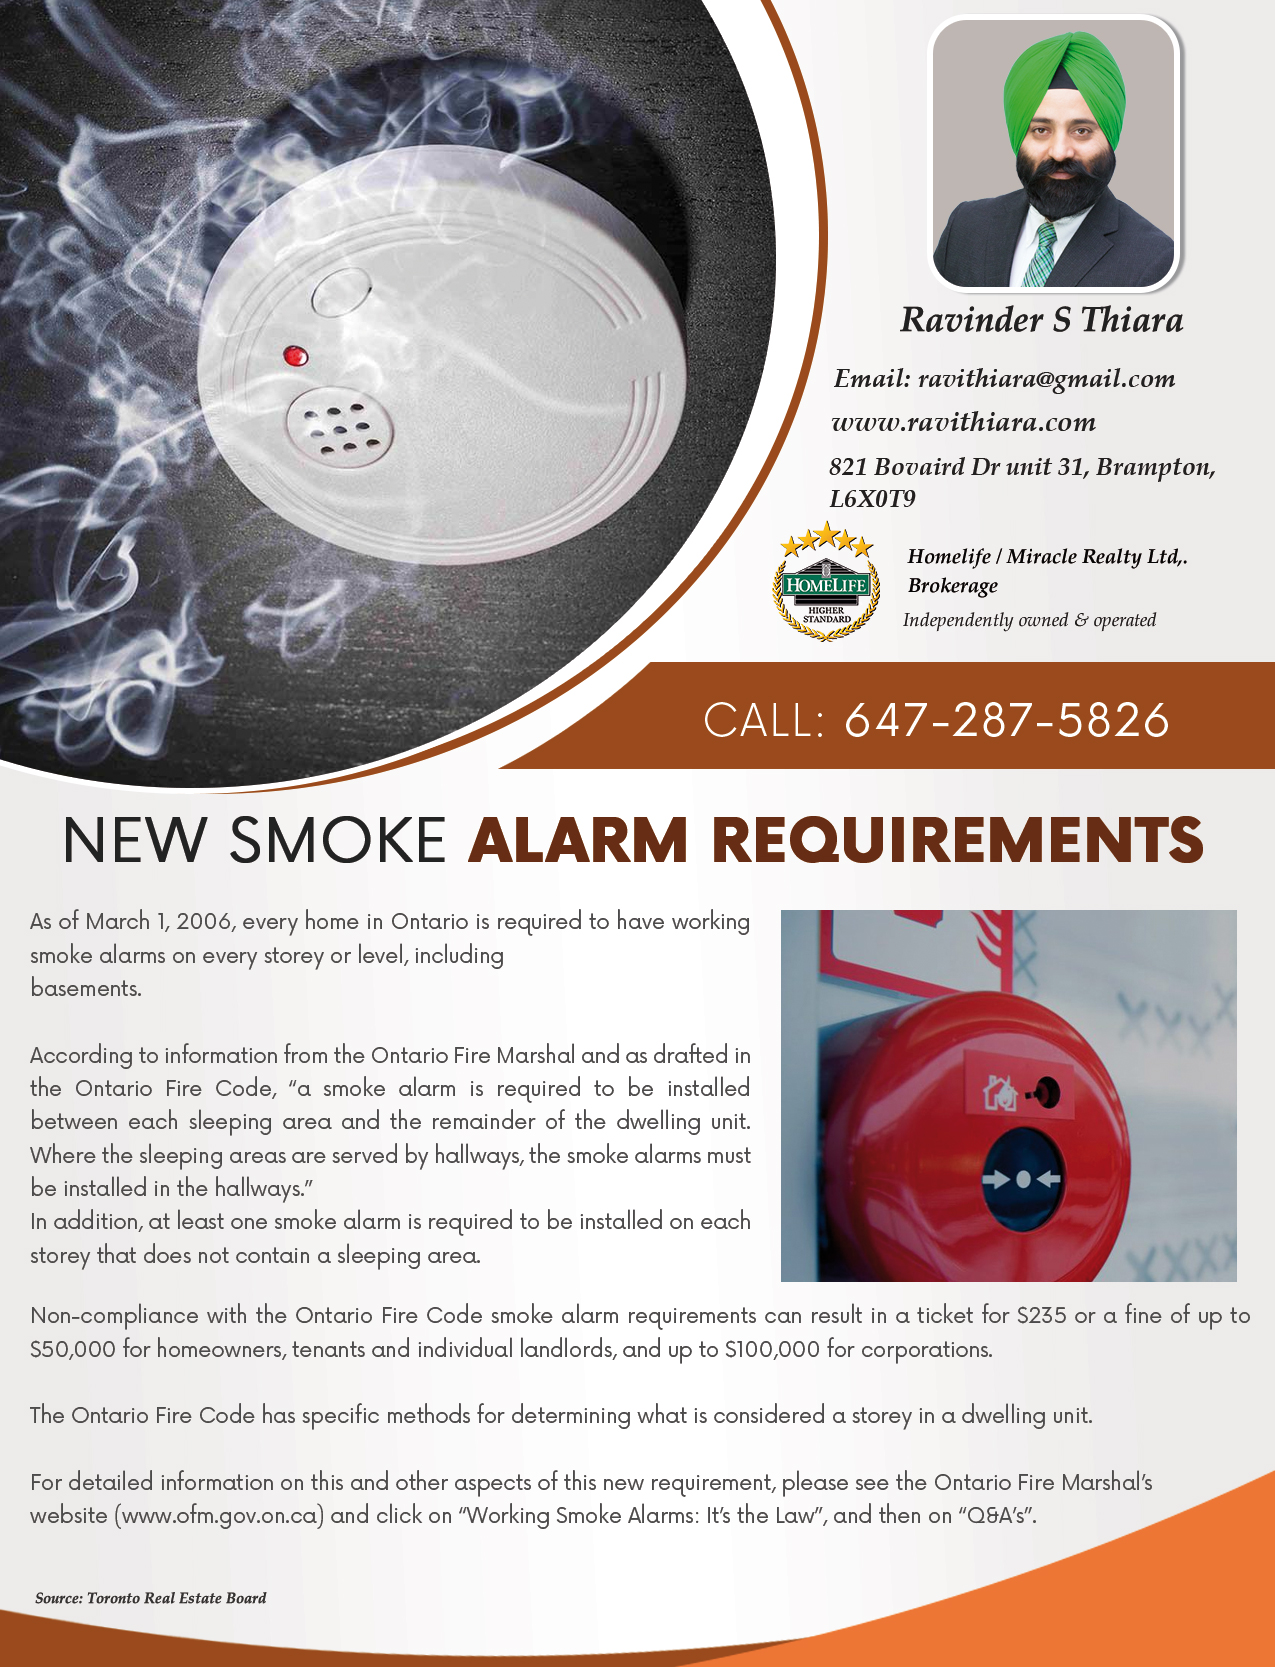 Ravinder S Thiara
Email: ravithiara@gmail.com
www.ravithiara.com
821 Bovaird Dr unit 31, Brampton,
L6X0T9
HOMELIFE
HIGHER
STANDARD
Homelife / Miracle Realty Ltd,.
Brokerage
Independently owned & operated
CALL: 647-287-5826
NEW SMOKE ALARM REQUIREMENTS
As of March 1, 2006, every home in Ontario is required to have working
smoke alarms on every storey or level, including
basements.
According to information from the Ontario Fire Marshal and as drafted in
the Ontario Fire Code, “a smoke alarm is required to be installed
between each sleeping area and the remainder of the dwelling unit.
Where the sleeping areas are served by hallways, the smoke alarms must
be installed in the hallways.”
In addition, at least one smoke alarm is required to be installed on each
storey that does not contain a sleeping area.
Non-compliance with the Ontario Fire Code smoke alarm requirements can result in a ticket for $235 or a fine of up to
$50,000 for homeowners, tenants and individual landlords, and up to $100,000 for corporations.
The Ontario Fire Code has specific methods for determining what is considered a storey in a dwelling unit.
For detailed information on this and other aspects of this new requirement, please see the Ontario Fire Marshal’s
website (www.ofm.gov.on.ca) and click on “Working Smoke Alarms: It’s the Law”, and then on “Q&A’s”.
Source: Toronto Real Estate Board